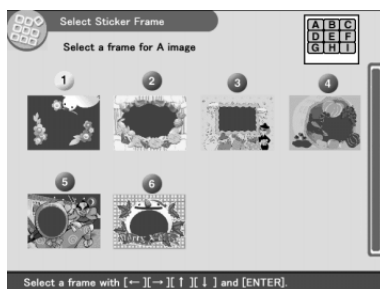 Select Sticker Frame
Select a frame for A image
A B C
D E F
G H I
1
2
3
4
5
6
Select a frame with [←][→][↑][↓] and [ENTER].